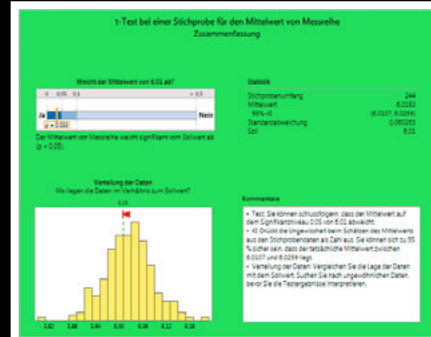 t-Test bei einer Stichprobe für den Mittelwert von Messreihe
Zusammenfassung
Weicht der Mittelwert von 6,01 ab?
0 0,05 0,1 > 0,5
Ja Nein
Der Mittelwert von Messreihe weicht signifikant vom Sollwert ab
(p < 0,05).
Statistik
Stichprobenumfang 244
Mittelwert 6,0183
95%-KI (6,0107; 6,0259)
Standardabweichung 0,060263
Soll 6,01
Verteilung der Daten
Wo liegen die Daten im Verhältnis zum Sollwert?
6,01
5,82 5,88 5,94 6,00 6,06 6,12 6,18
Kommentare
• Test: Sie können schlussfolgern, dass der Mittelwert auf
dem Signifikanzniveau 0,05 von 6,01 abweicht.
• KI: Drückt die Ungewissheit beim Schätzen des Mittelwerts
aus den Stichprobendaten als Zahl aus. Sie können sich zu 95
% sicher sein, dass der tatsächliche Mittelwert zwischen
6,0107 und 6,0259 liegt.
• Verteilung der Daten: Vergleichen Sie die Lage der Daten
mit dem Sollwert. Suchen Sie nach ungewöhnlichen Daten,
bevor Sie die Testergebnisse interpretieren.